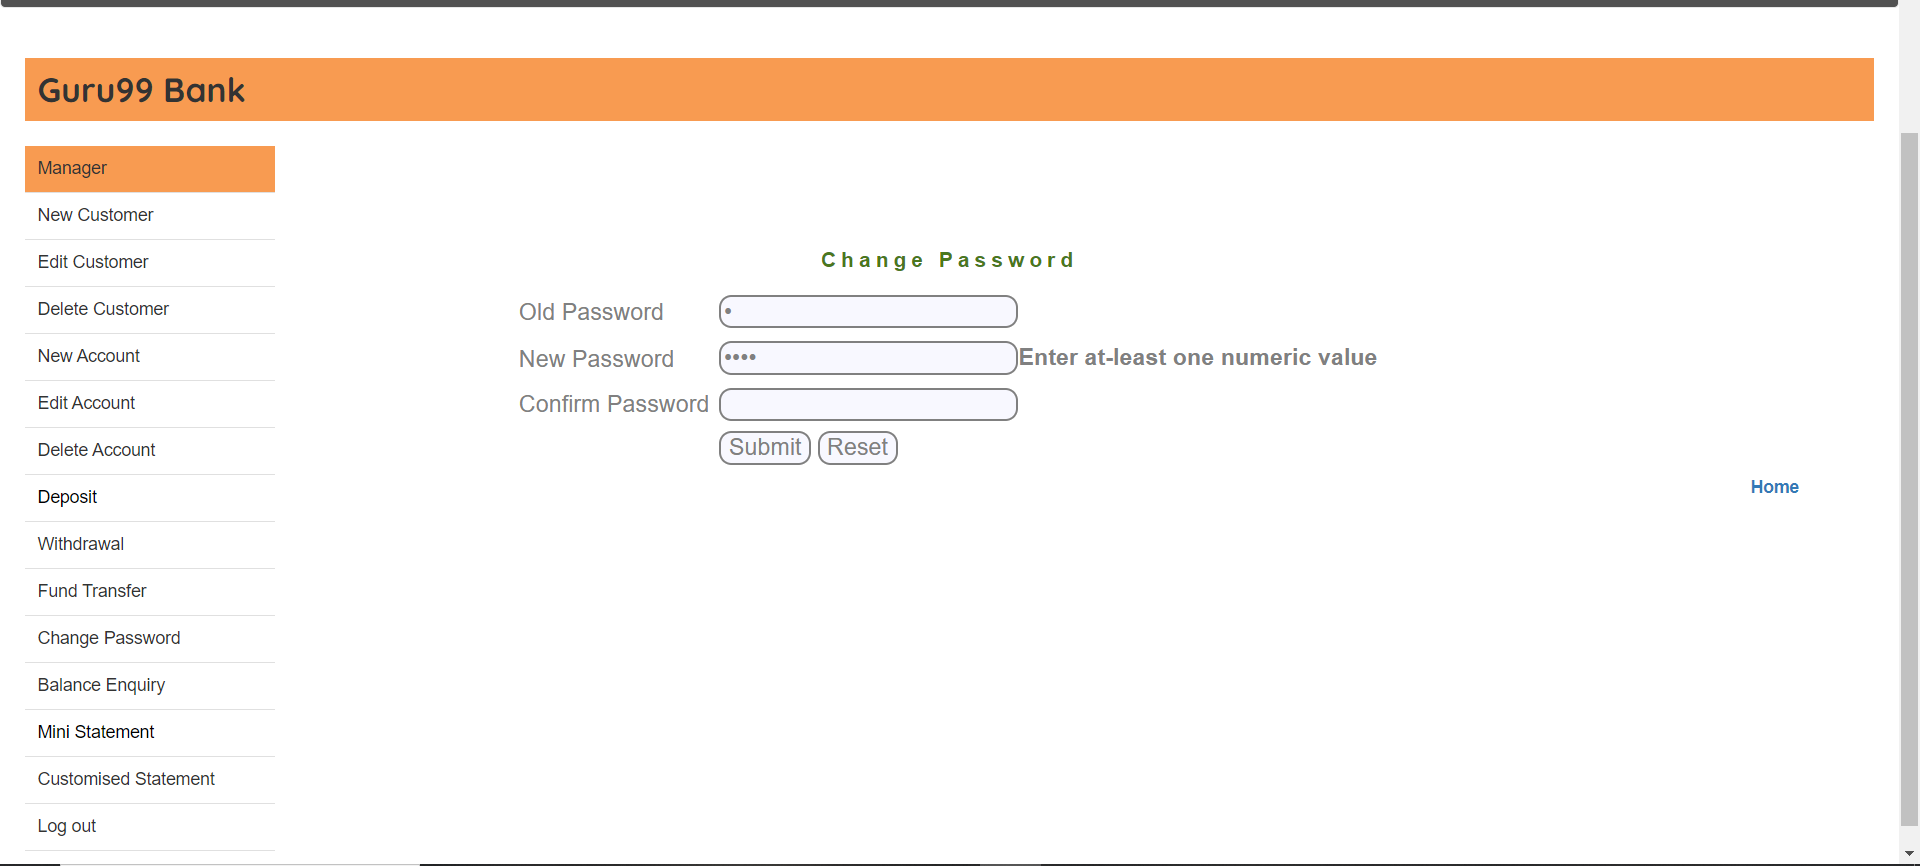 Guru99 Bank
Manager
New Customer
Edit Customer
Delete Customer
New Account
Edit Account
Delete Account
Deposit
Withdrawal
Fund Transfer
Change Password
Balance Enquiry
Mini Statement
Customised Statement
Log out
Change Password
Old Password •
New Password •••• Enter at-least one numeric value
Confirm Password
Submit Reset
Home